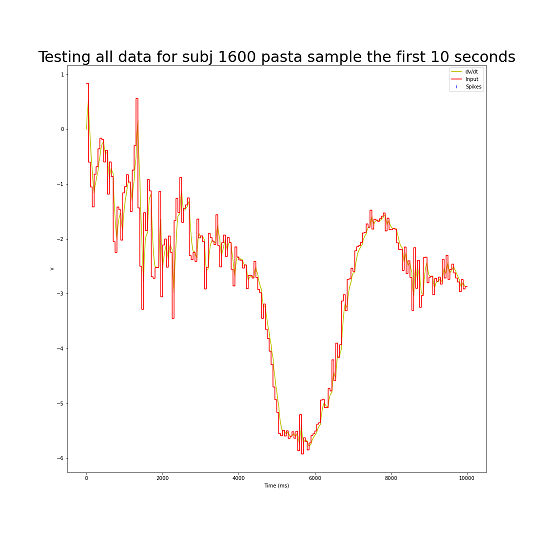 Testing all data for subj 1600 pasta sample the first 10 seconds
dv/dt
Input
Spikes
1
0
−1
−2
−3
−4
−5
−6
v
0
2000
4000
6000
8000
10000
Time (ms)